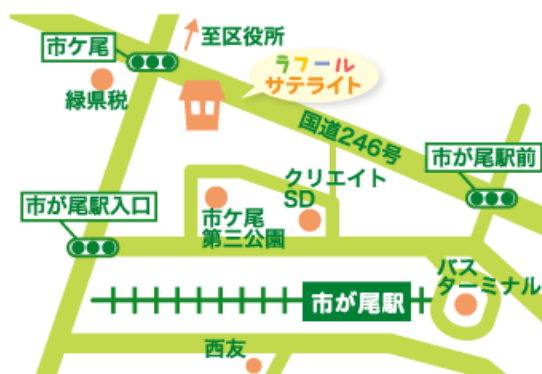 市ケ尾
至区役所
ラフール
サテライト
緑県税
国道246号
市が尾駅前
クリエイト
SD
市が尾駅入口
市ケ尾
第三公園
バス
ターミナル
市が尾駅
西友